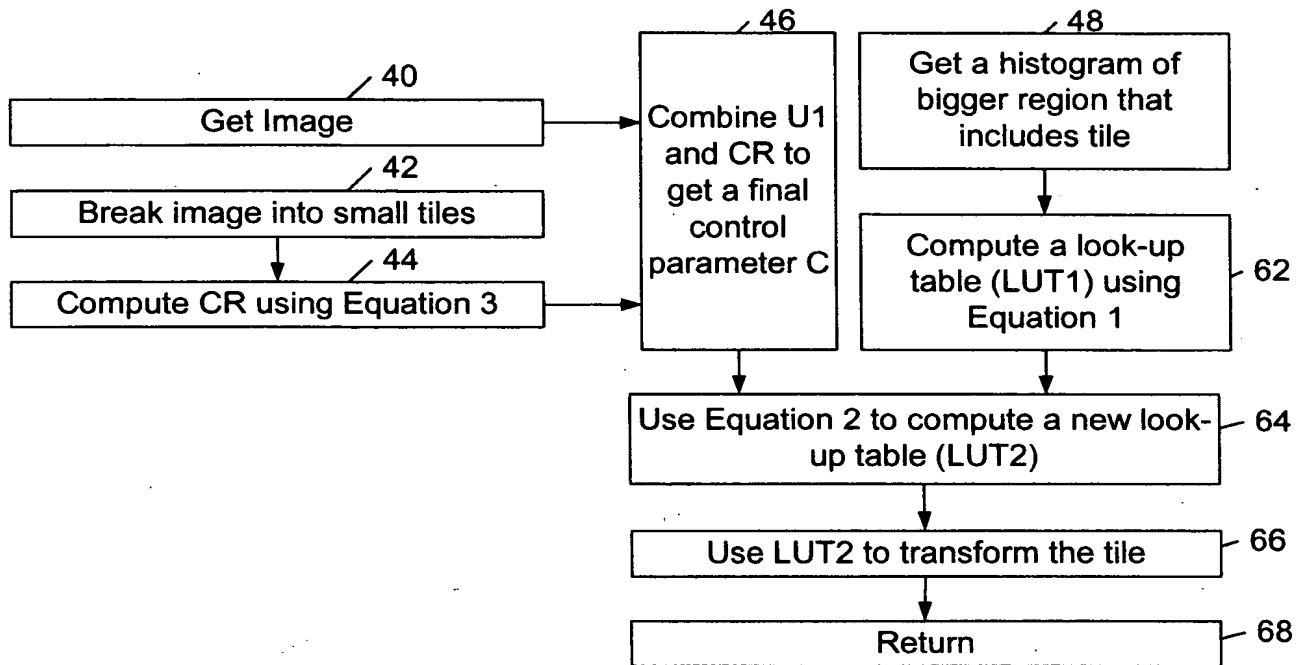 40
Get Image
42
Break image into small tiles
44
Compute CR using Equation 3
46
Combine U1
and CR to
get a final
control
parameter C
48
Get a histogram of
bigger region that
includes tile
Compute a look-up
table (LUT1) using
Equation 1
62
Use Equation 2 to compute a new look-
up table (LUT2)
64
Use LUT2 to transform the tile
66
Return
68